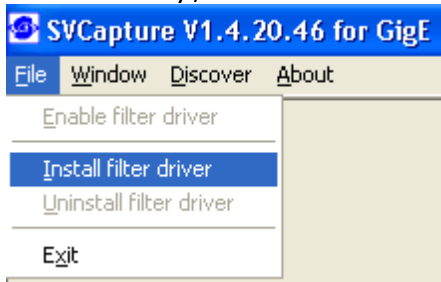 SVCapture V1.4.20.46 for GigE
File Window Discover About
Enable filter driver
Install filter driver
Uninstall filter driver
Exit